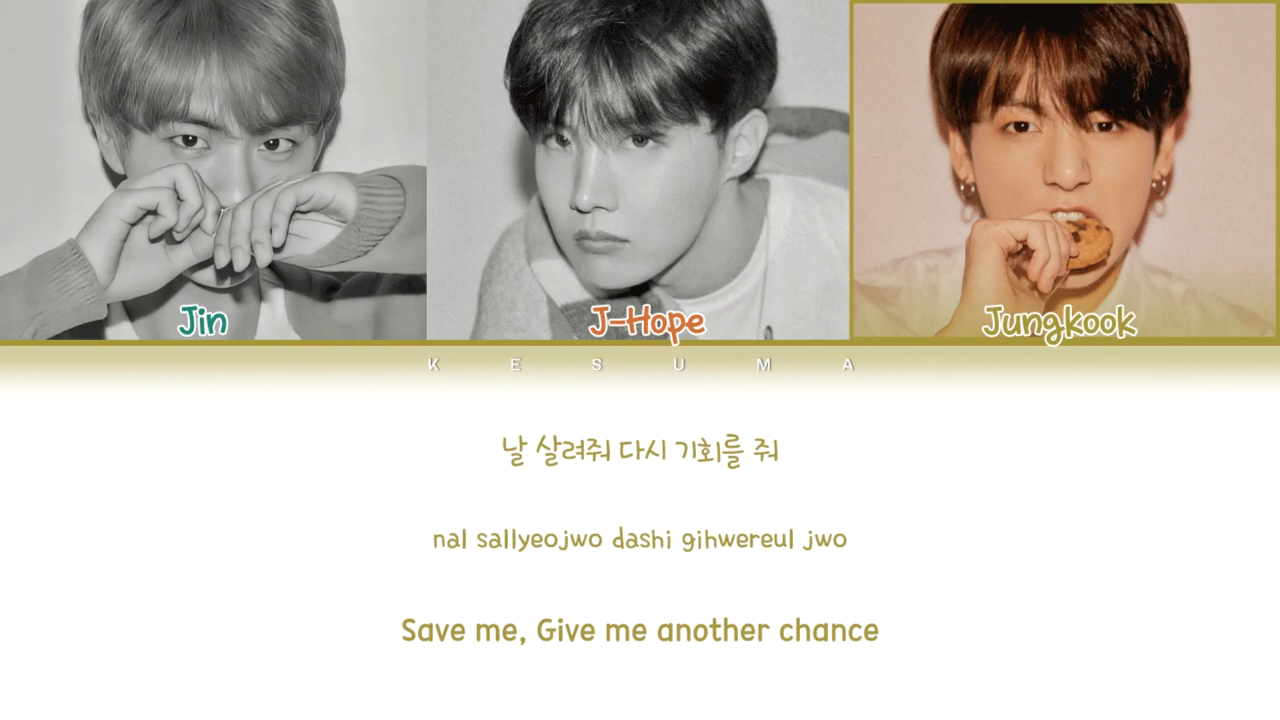 Jin
J-Hope
Jungkook
K E S U M A
날 살려줘 다시 기회를 줘
nal sallyeojwo dashi gihwereul jwo
Save me, Give me another chance